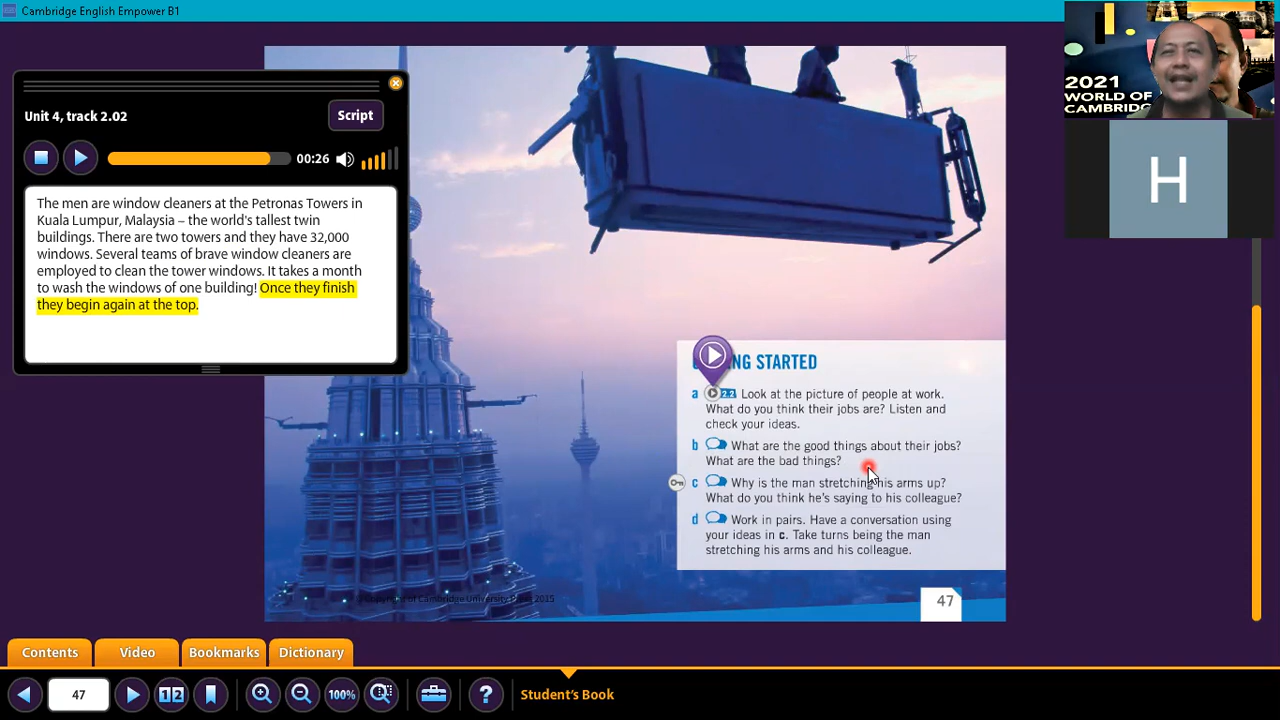 Cambridge English Empower B1
Unit 4, track 2.02
Script
00:26
The men are window cleaners at the Petronas Towers in
Kuala Lumpur, Malaysia – the world's tallest twin
buildings. There are two towers and they have 32,000
windows. Several teams of brave window cleaners are
employed to clean the tower windows. It takes a month
to wash the windows of one building! Once they finish
they begin again at the top.
2021
WORLD OF
CAMBRIDG
H
NG STARTED
a 2.2 Look at the picture of people at work.
What do you think their jobs are? Listen and
check your ideas.
b What are the good things about their jobs?
What are the bad things?
c Why is the man stretching his arms up?
What do you think he's saying to his colleague?
d Work in pairs. Have a conversation using
your ideas in c. Take turns being the man
stretching his arms and his colleague.
Copyright of Cambridge University Press 2015
47
Contents
Video
Bookmarks
Dictionary
47
1 2
100%
?
Student's Book